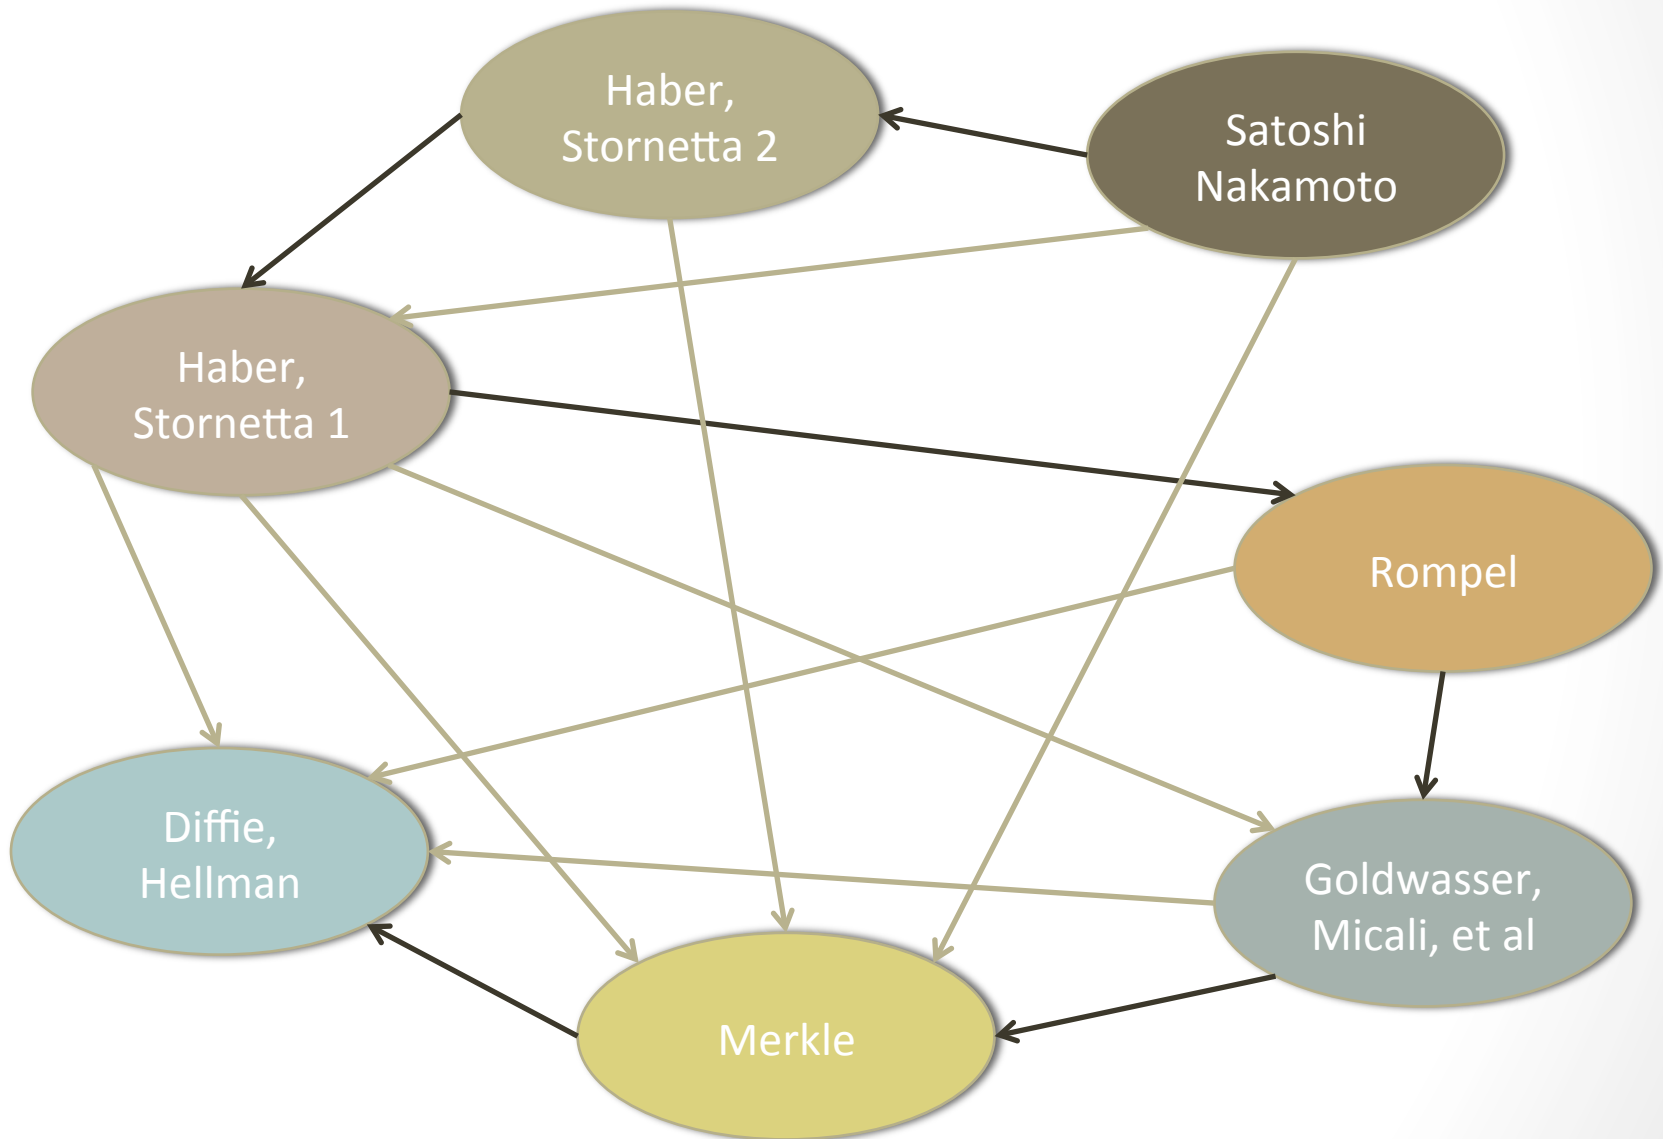 Haber,
Stornetta 2
Satoshi
Nakamoto
Haber,
Stornetta 1
Rompel
Diffie,
Hellman
Goldwasser,
Micali, et al
Merkle